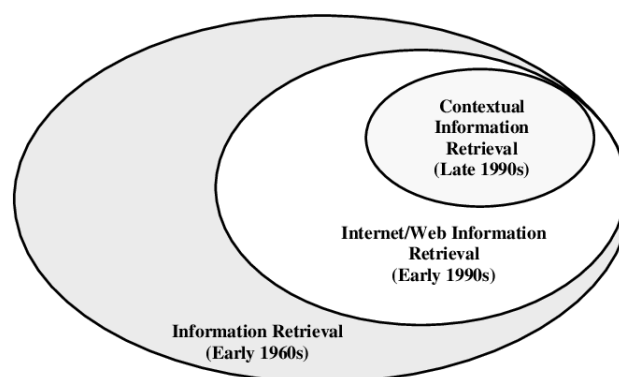 Contextual
Information
Retrieval
(Late 1990s)
Internet/Web Information
Retrieval
(Early 1990s)
Information Retrieval
(Early 1960s)